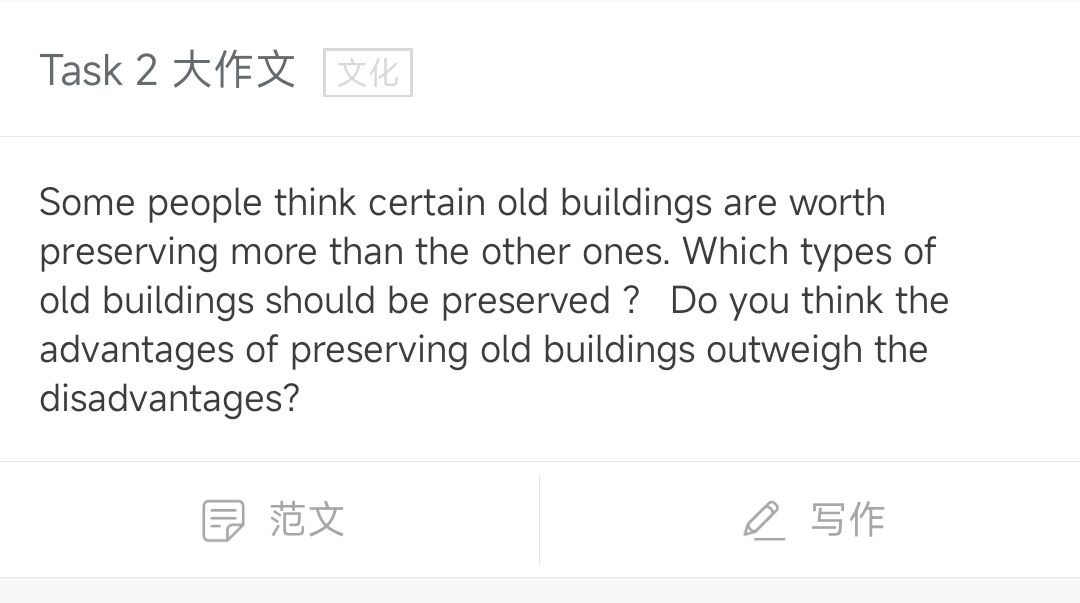 Task 2 大作文 文化
Some people think certain old buildings are worth
preserving more than the other ones. Which types of
old buildings should be preserved ? Do you think the
advantages of preserving old buildings outweigh the
disadvantages?
范文 写作